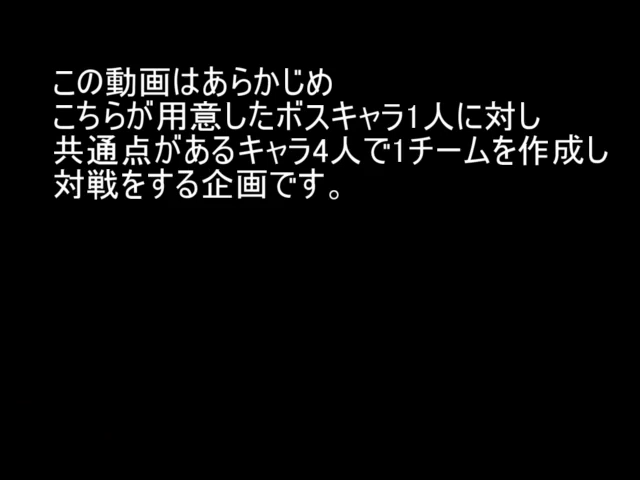 この動画はあらかじめ
こちらが用意したボスキャラ1人に対し
共通点があるキャラ4人で1チームを作成し
対戦をする企画です。